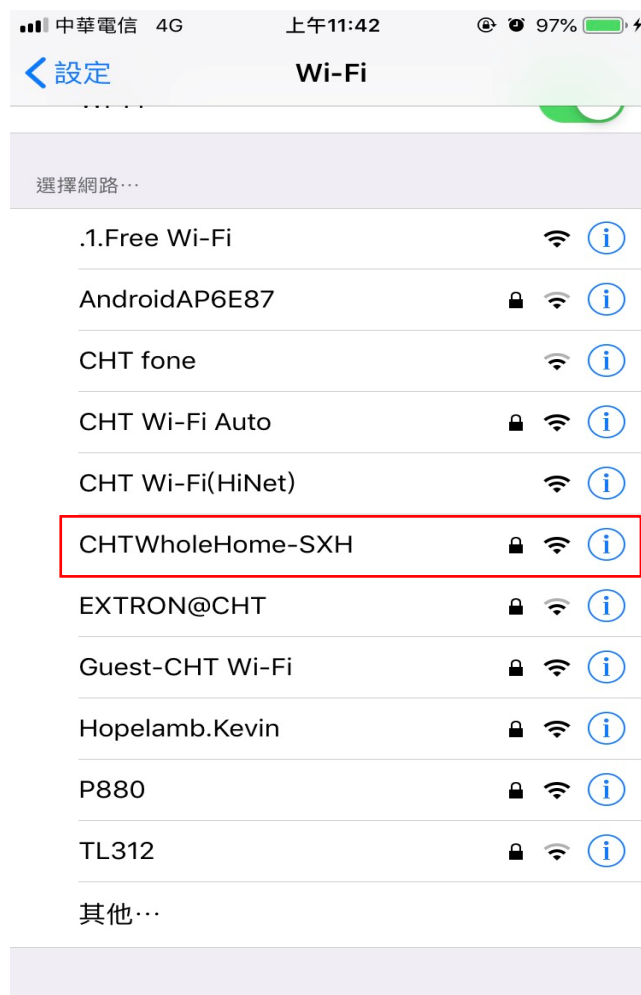 中華電信 4G 上午11:42 97%
設定 Wi-Fi
選擇網路…
.1.Free Wi-Fi
AndroidAP6E87
CHT fone
CHT Wi-Fi Auto
CHT Wi-Fi(HiNet)
CHTWholeHome-SXH
EXTRON@CHT
Guest-CHT Wi-Fi
Hopelamb.Kevin
P880
TL312
其他…